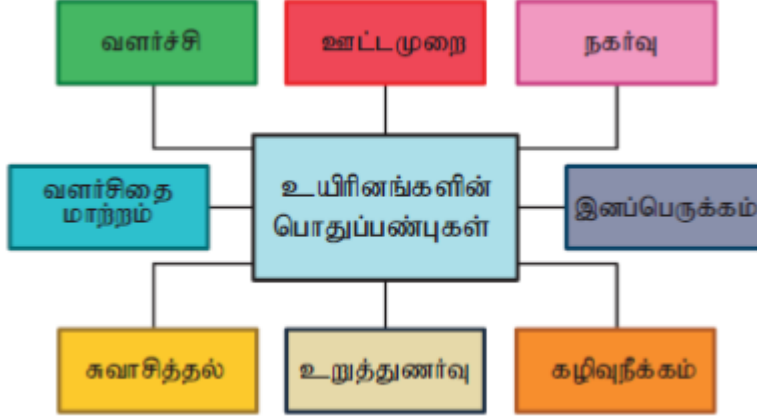 வளர்ச்சி
ஊட்டமுறை
நகர்வு
வளர்சிதை
மாற்றம்
உயிரினங்களின்
பொதுப்பண்புகள்
இனப்பெருக்கம்
சுவாசித்தல்
உறுத்துணர்வு
கழிவுநீக்கம்